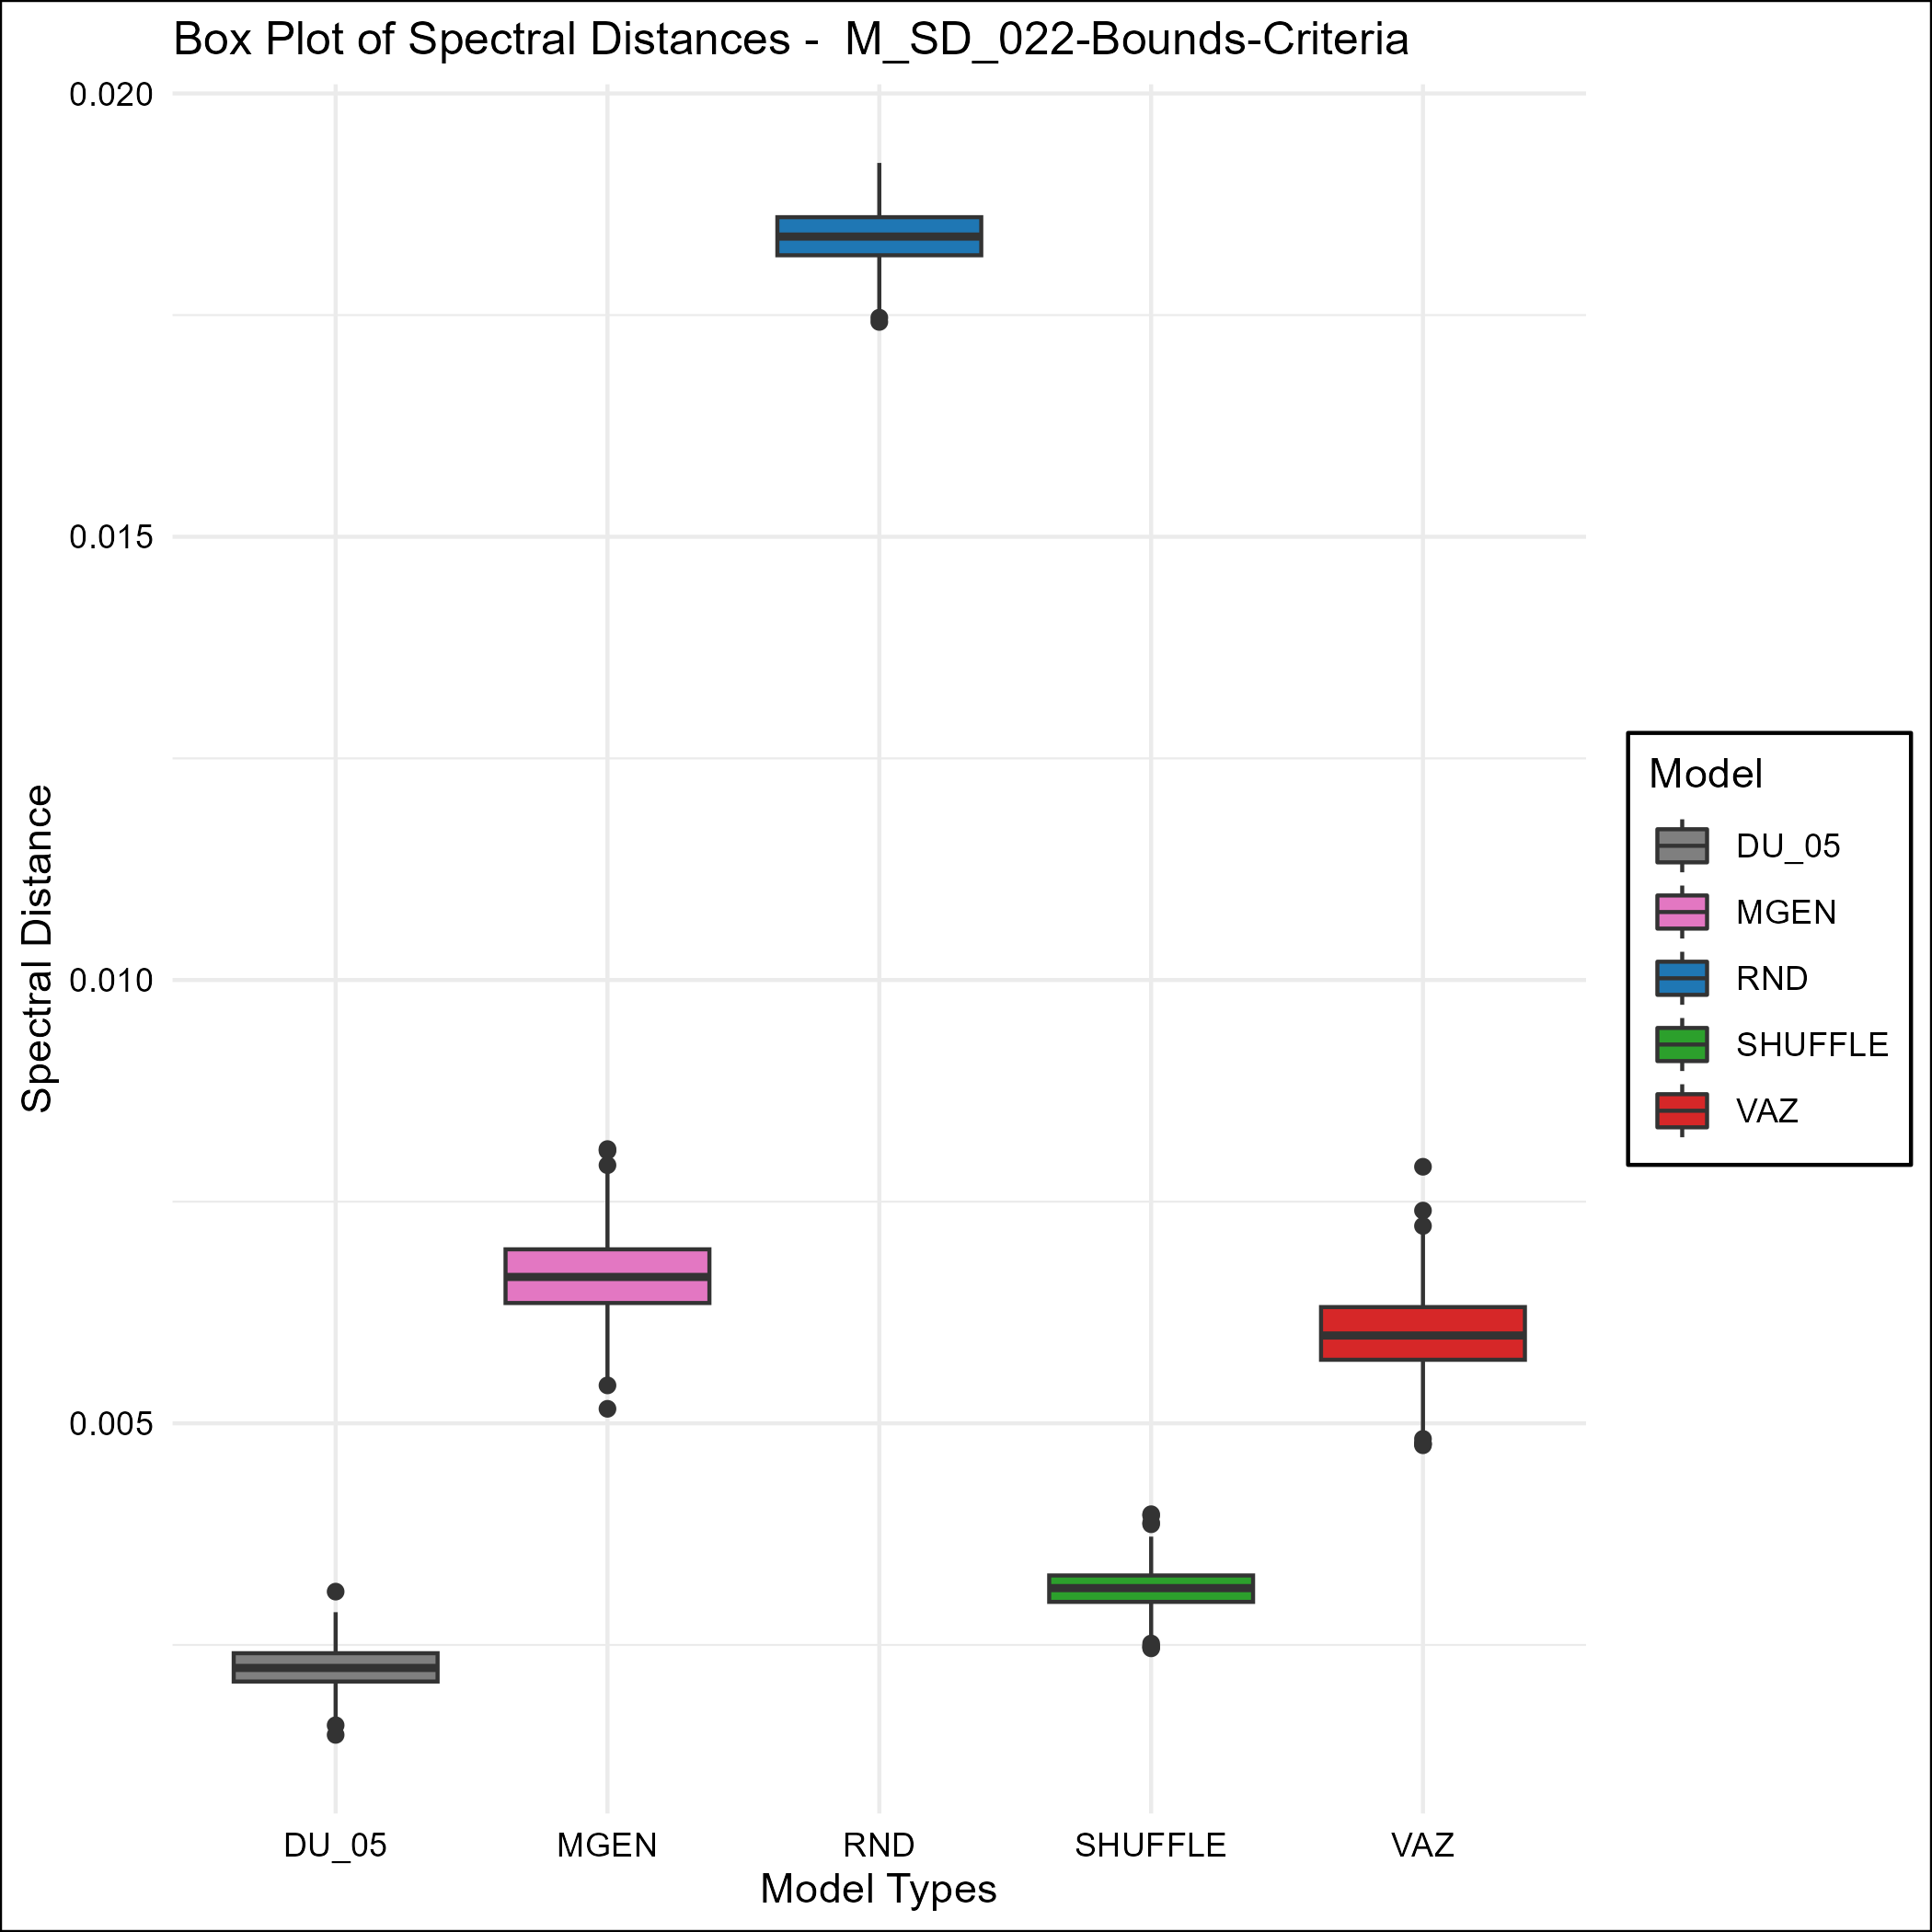 Box Plot of Spectral Distances -  M_SD_022-Bounds-Criteria
0.020
0.015
0.010
0.005
Spectral Distance
DU_05
MGEN
RND
SHUFFLE
VAZ
Model Types
Model
DU_05
MGEN
RND
SHUFFLE
VAZ